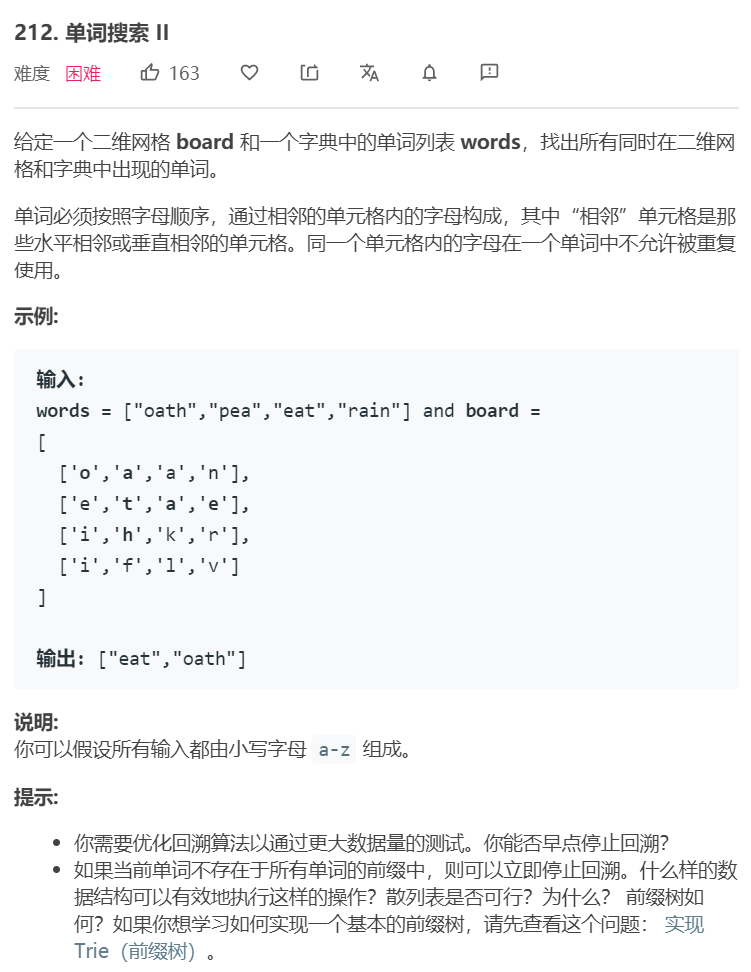 212. 单词搜索 II
难度 困难 163
给定一个二维网格 board 和一个字典中的单词列表 words，找出所有同时在二维网
格和字典中出现的单词。
单词必须按照字母顺序，通过相邻的单元格内的字母构成，其中“相邻”单元格是那
些水平相邻或垂直相邻的单元格。同一个单元格内的字母在一个单词中不允许被重复
使用。
示例:
输入:
words = ["oath","pea","eat","rain"] and board =
[
  ['o','a','a','n'],
  ['e','t','a','e'],
  ['i','h','k','r'],
  ['i','f','l','v']
]
输出: ["eat","oath"]
说明:
你可以假设所有输入都由小写字母 a-z 组成。
提示:
• 你需要优化回溯算法以通过更大数据量的测试。你能否早点停止回溯？
• 如果当前单词不存在于所有单词的前缀中，则可以立即停止回溯。什么样的数
据结构可以有效地执行这样的操作？散列表是否可行？为什么？ 前缀树如
何？如果你想学习如何实现一个基本的前缀树，请先查看这个问题： 实现
Trie（前缀树）。